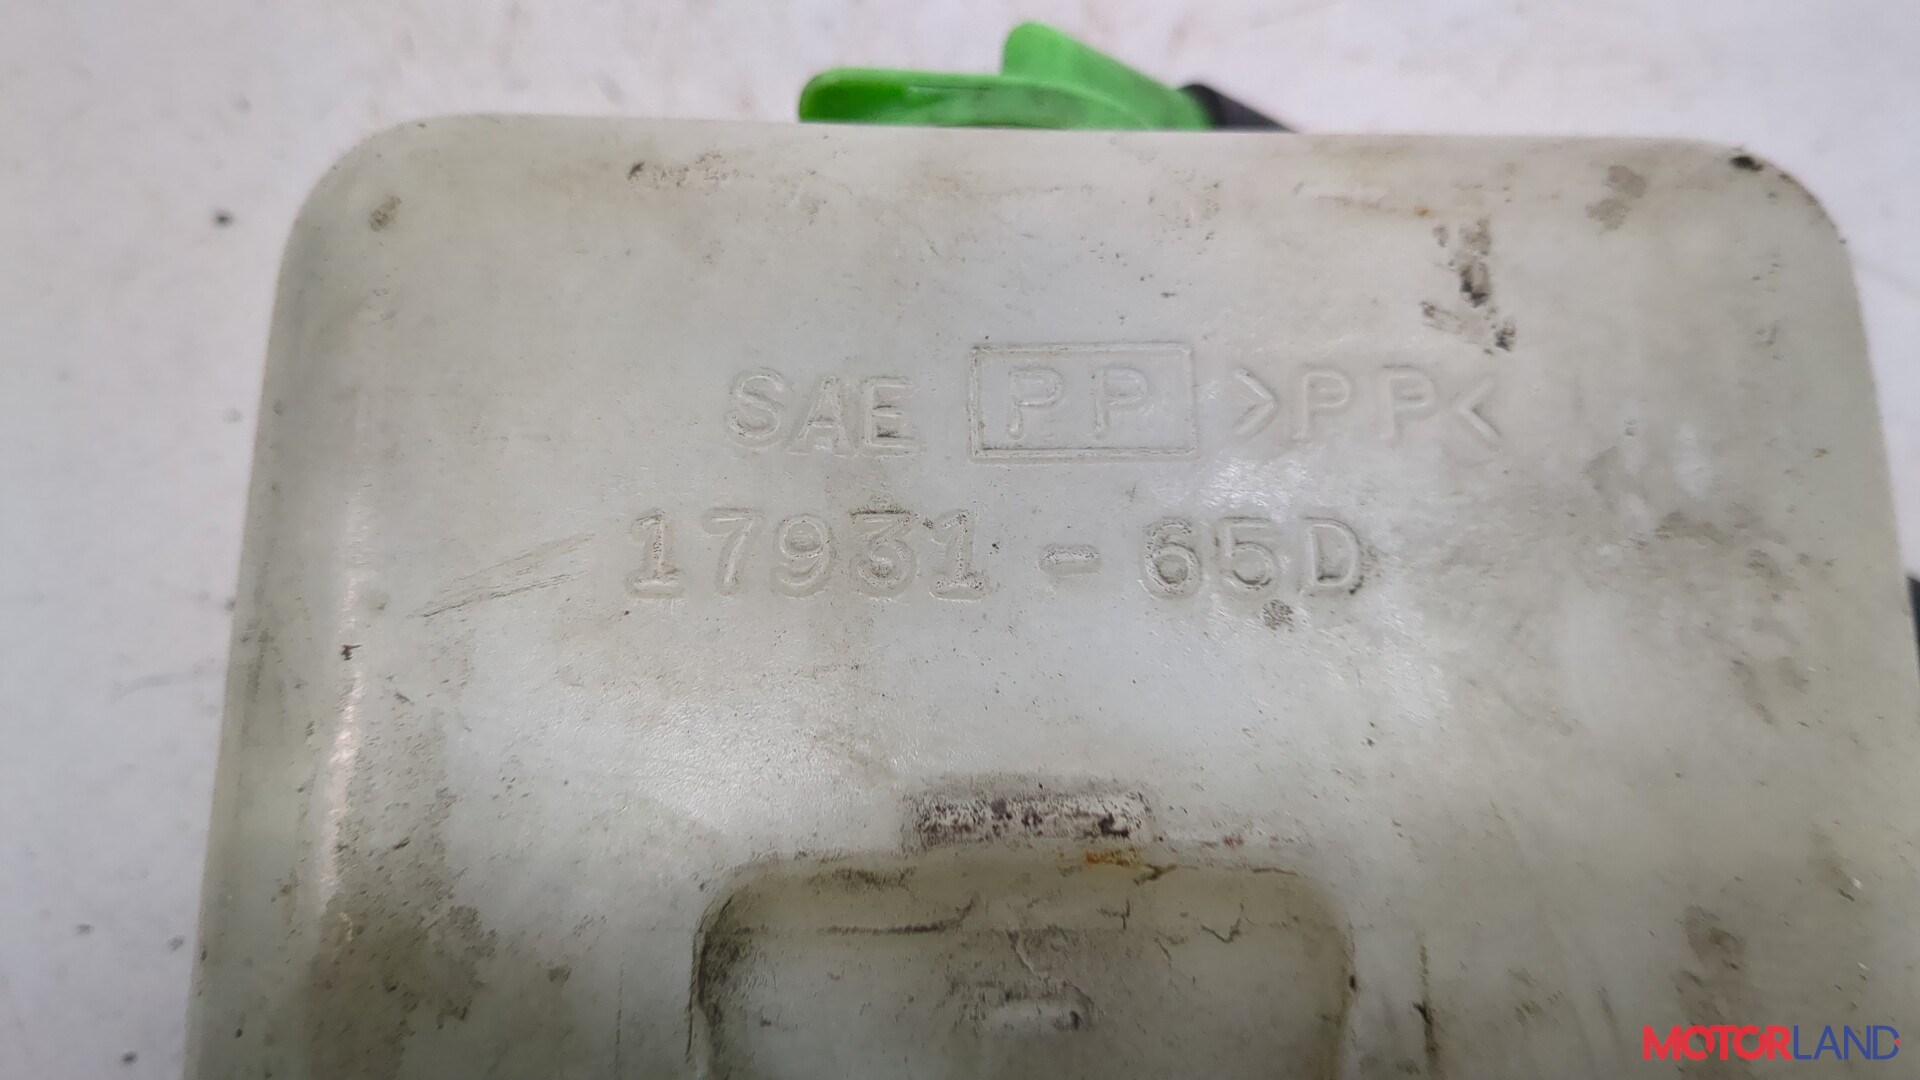 SAE PP >PP<
17931-65D
MOTORLAND